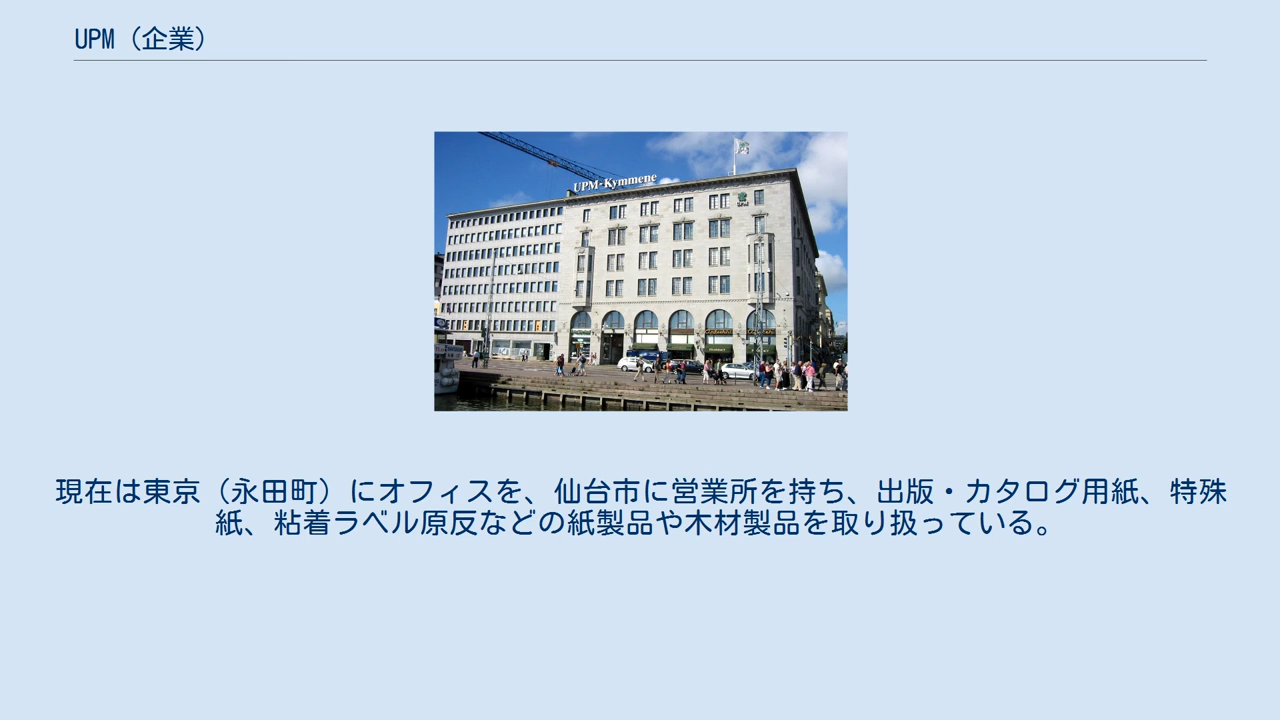 UPM（企業）
UPM-Kymmene
UPM
現在は東京（永田町）にオフィスを、仙台市に営業所を持ち、出版・カタログ用紙、特殊
紙、粘着ラベル原反などの紙製品や木材製品を取り扱っている。